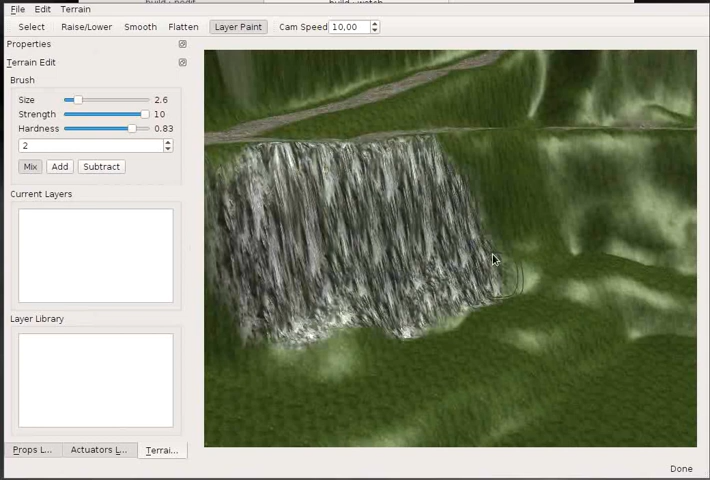 File Edit Terrain
Select Raise/Lower Smooth Flatten Layer Paint Cam Speed 10,00
Properties
Terrain Edit
Brush
Size 2.6
Strength 10
Hardness 0.83
2
Mix Add Subtract
Current Layers
Layer Library
Props L... Actuators L... Terrai...
Done